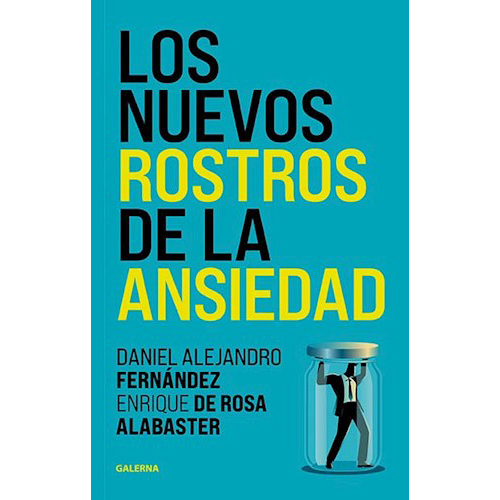 LOS
NUEVOS
ROSTROS
DE LA
ANSIEDAD
DANIEL ALEJANDRO
FERNÁNDEZ
ENRIQUE DE ROSA
ALABASTER
GALERNA